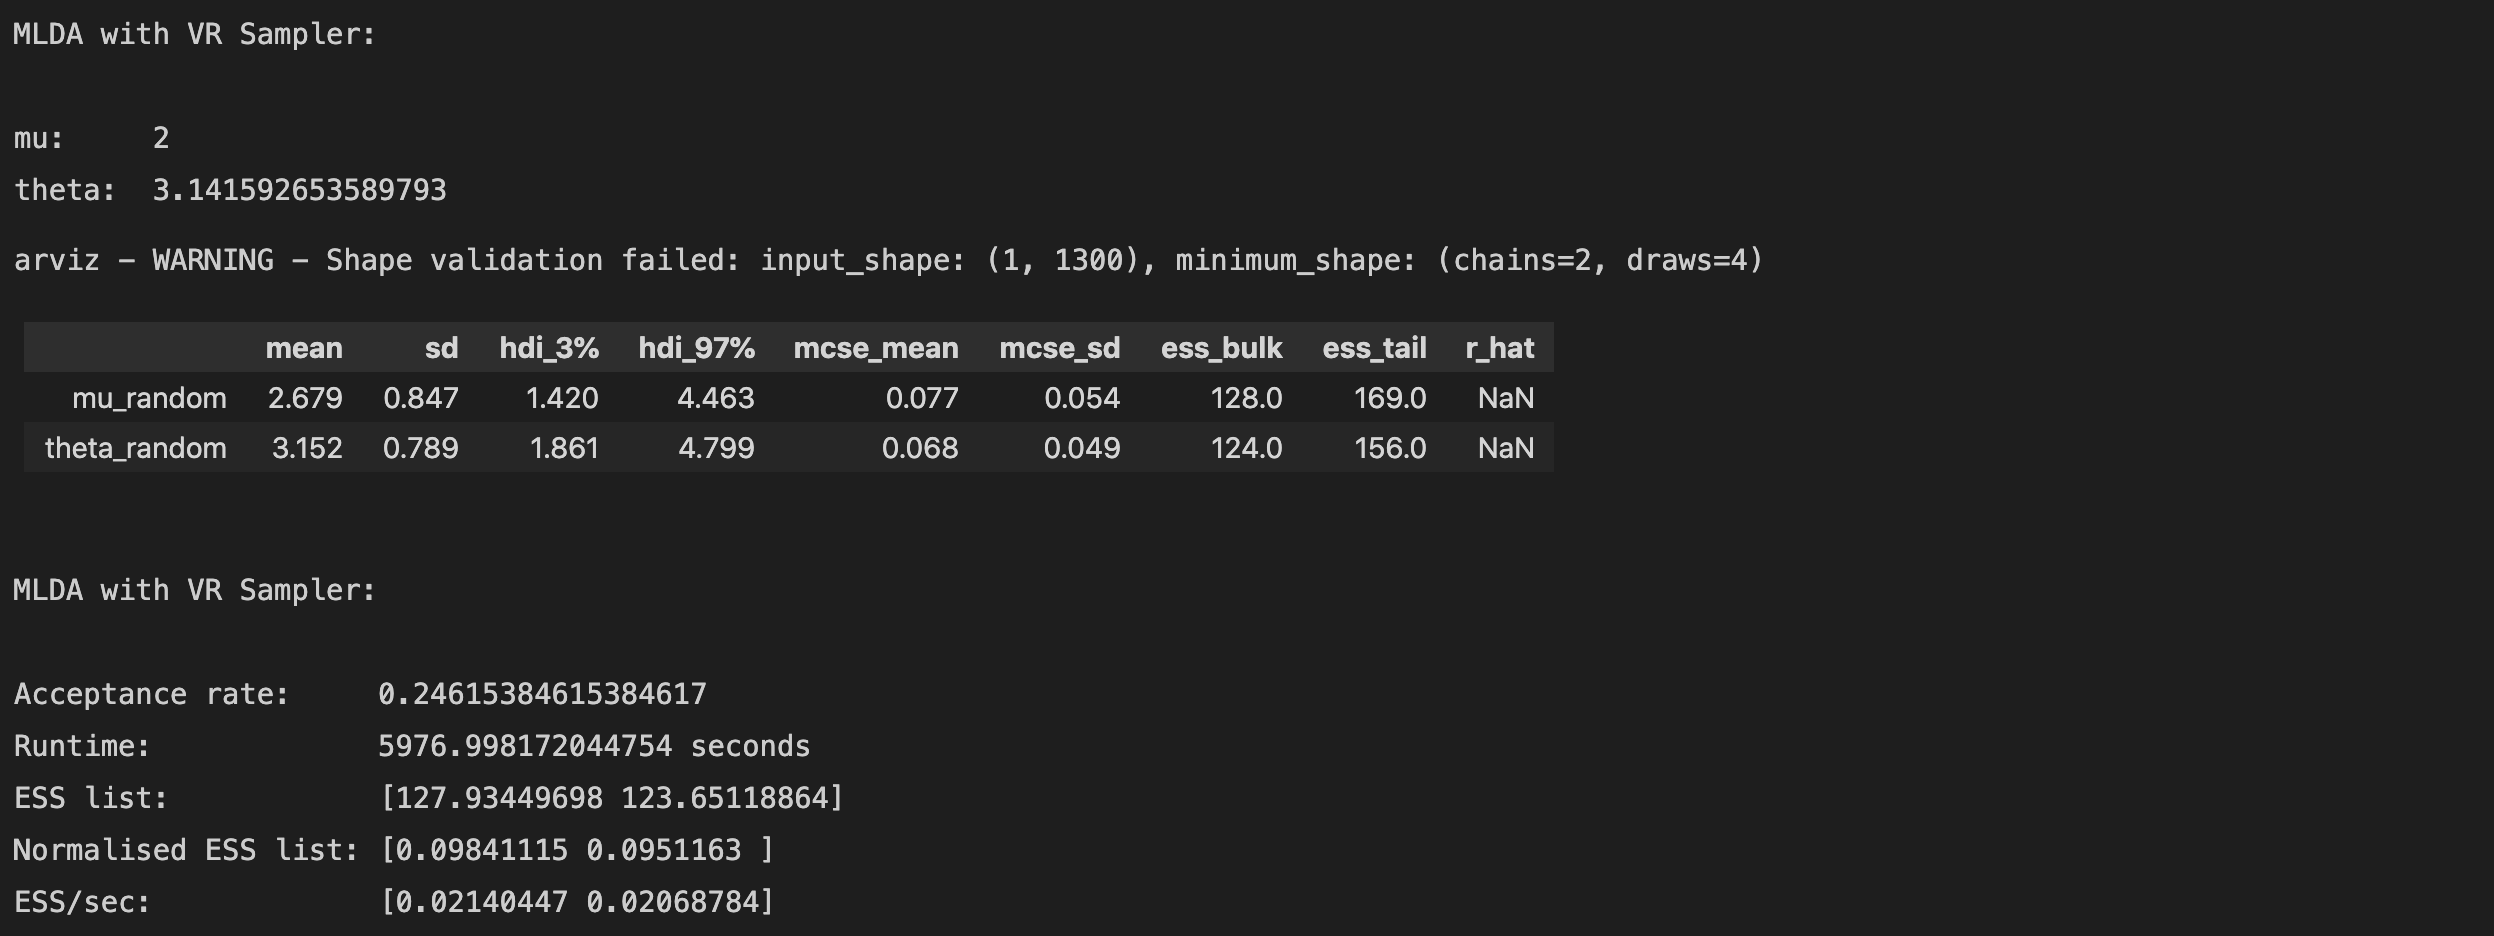 MLDA with VR Sampler:
mu: 2
theta: 3.141592653589793
arviz - WARNING - Shape validation failed: input_shape: (1, 1300), minimum_shape: (chains=2, draws=4)
mean sd hdi_3% hdi_97% mcse_mean mcse_sd ess_bulk ess_tail r_hat
mu_random 2.679 0.847 1.420 4.463 0.077 0.054 128.0 169.0 NaN
theta_random 3.152 0.789 1.861 4.799 0.068 0.049 124.0 156.0 NaN
MLDA with VR Sampler:
Acceptance rate: 0.24615384615384617
Runtime: 5976.998172044754 seconds
ESS list: [127.93449698 123.65118864]
Normalised ESS list: [0.09841115 0.0951163 ]
ESS/sec: [0.02140447 0.02068784]